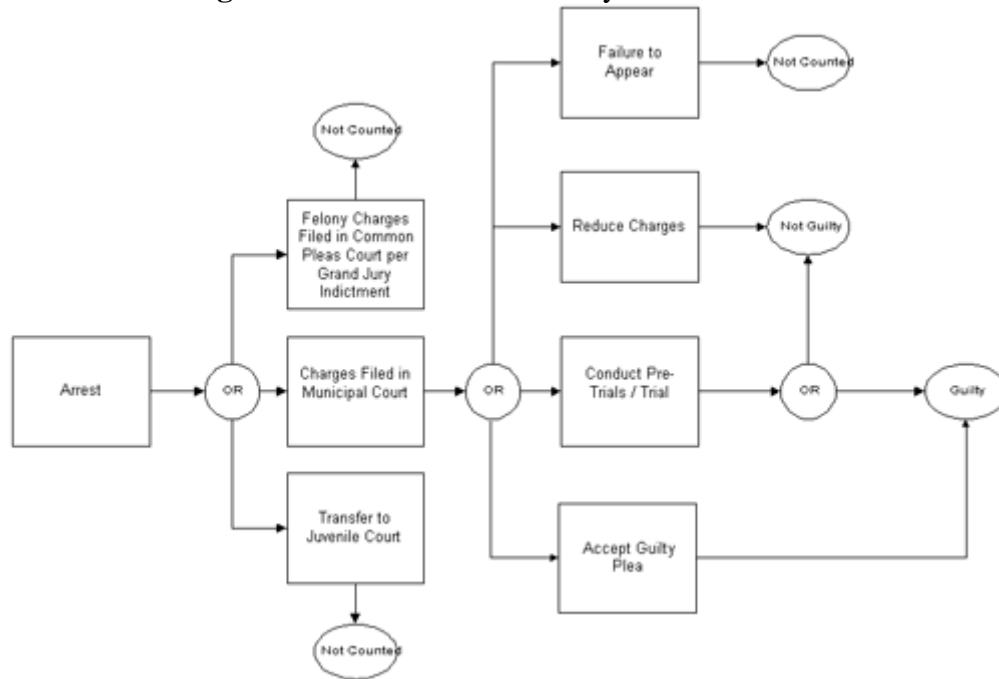 Failure to
Appear
Not Counted
Not Counted
Felony Charges
Filed in Common
Pleas Court per
Grand Jury
Indictment
Reduce Charges
Not Guilty
Arrest
OR
Charges Filed in
Municipal Court
OR
Conduct Pre-
Trials / Trial
OR
Guilty
Transfer to
Juvenile Court
Accept Guilty
Plea
Not Counted